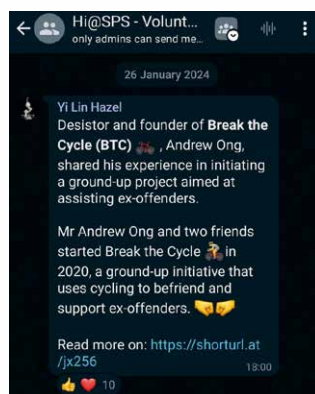 Hi@SPS - Volunt...
only admins can send me...
26 January 2024
Yi Lin Hazel
Desistor and founder of Break the
Cycle (BTC) 🚲 , Andrew Ong,
shared his experience in initiating
a ground-up project aimed at
assisting ex-offenders.
Mr Andrew Ong and two friends
started Break the Cycle 🚴 in
2020, a ground-up initiative that
uses cycling to befriend and
support ex-offenders. 🤜🤛
Read more on: https://shorturl.at
/jx256
18:00
👍❤️ 10